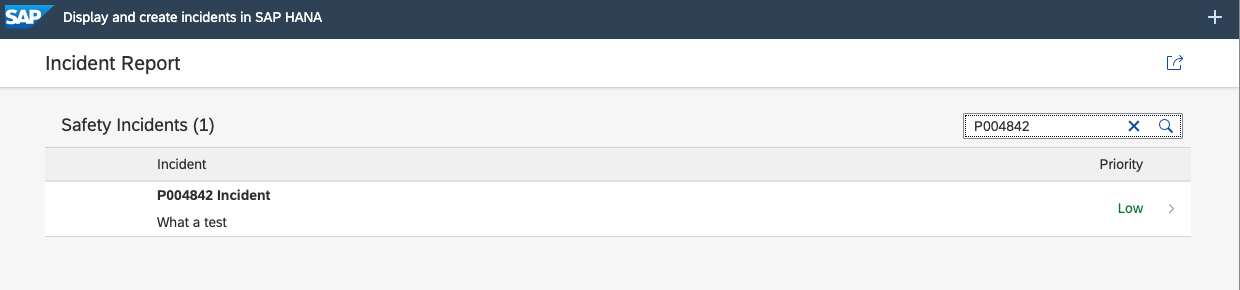 SAP Display and create incidents in SAP HANA
Incident Report
Safety Incidents (1)
P004842
Incident Priority
P004842 Incident
What a test
Low